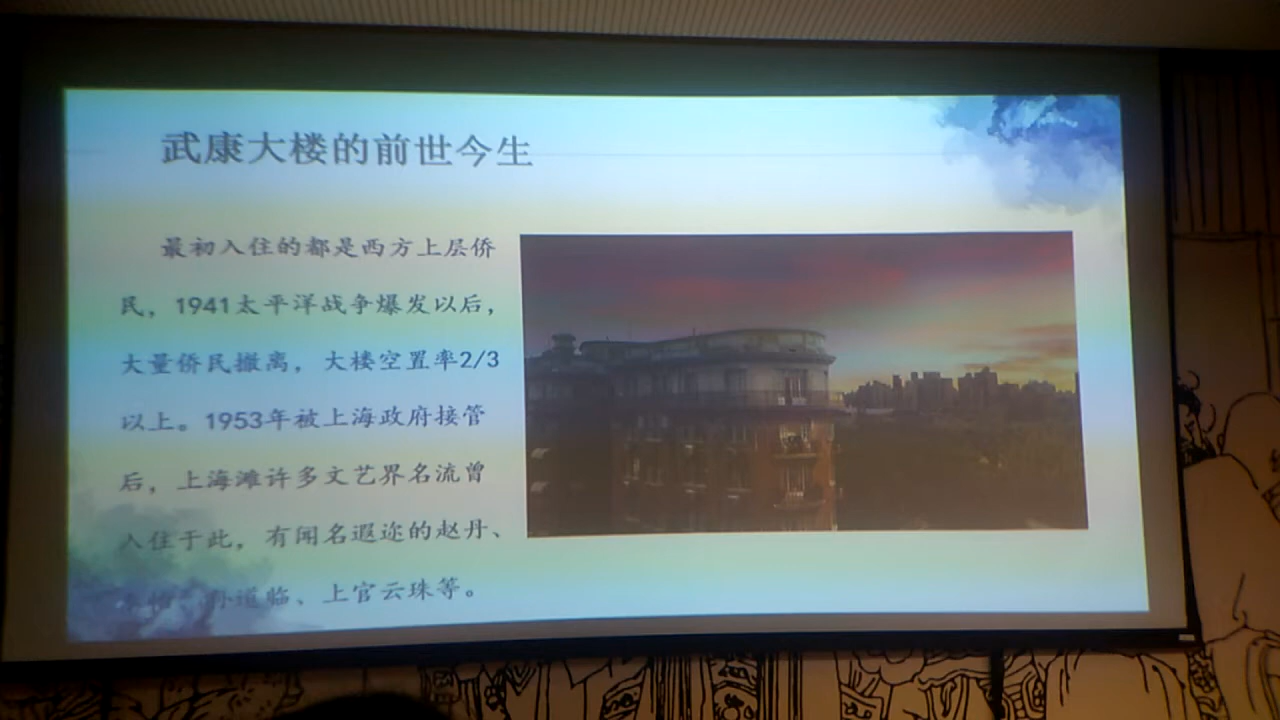 武康大楼的前世今生
最初入住的都是西方上层侨
民，1941太平洋战争爆发以后，
大量侨民撤离，大楼空置率2/3
以上。1953年被上海政府接管
后，上海滩许多文艺界名流曾
入住于此，有闻名遐迩的赵丹、
孙道临、上官云珠等。